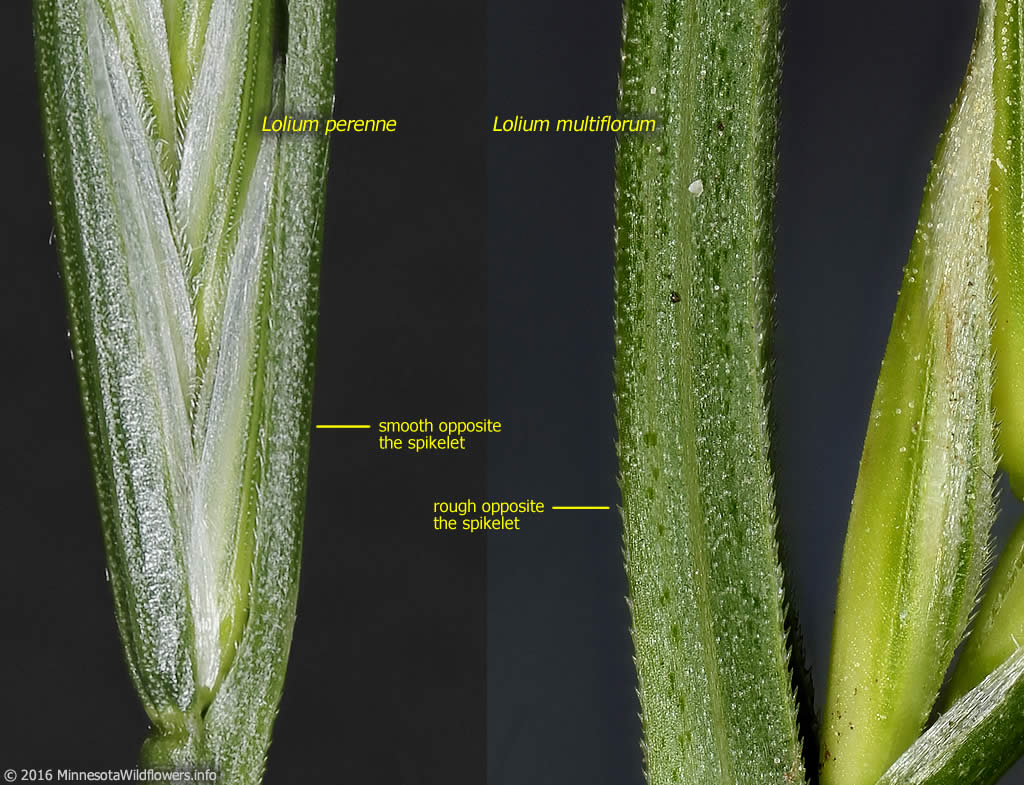 Lolium perenne
Lolium multiflorum
smooth opposite
the spikelet
rough opposite
the spikelet
© 2016 MinnesotaWildflowers.info